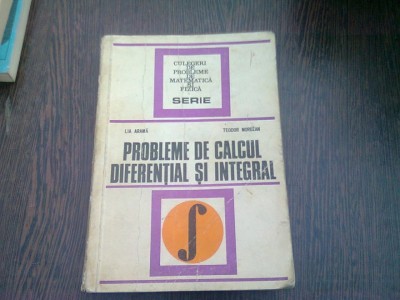 CULEGERI
DE
PROBLEME
DE
MATEMATICĂ
ȘI
FIZICĂ
SERIE
LIA ARAMĂ TEODOR MOROZAN
PROBLEME DE CALCUL
DIFERENȚIAL ȘI INTEGRAL
∫